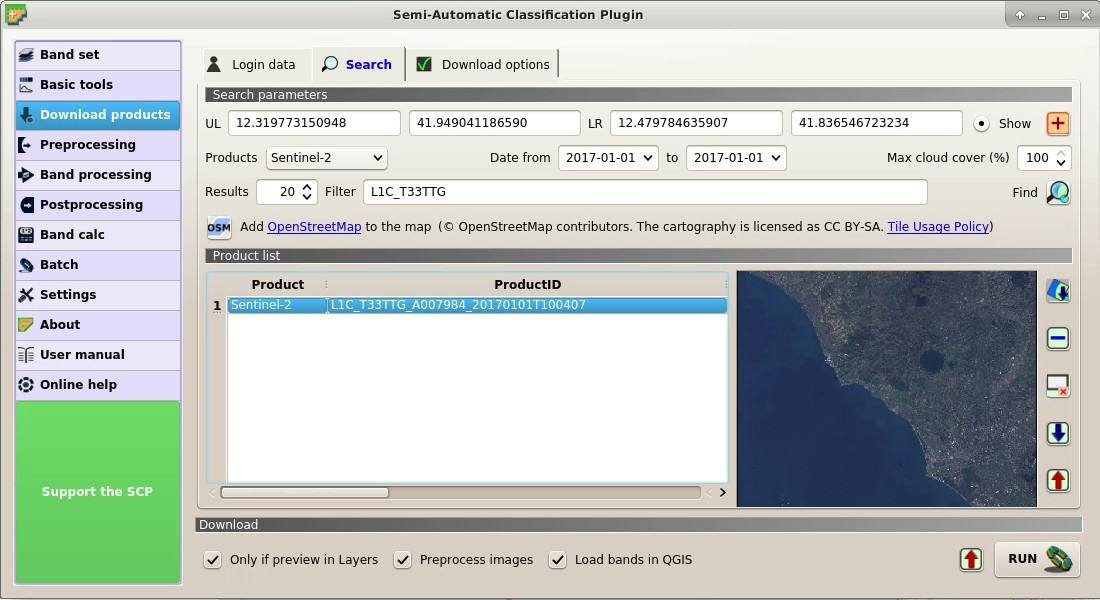 Semi-Automatic Classification Plugin
Band set
Basic tools
Download products
Preprocessing
Band processing
Postprocessing
Band calc
Batch
Settings
About
User manual
Online help
Support the SCP
Login data Search Download options
Search parameters
UL 12.319773150948 41.949041186590 LR 12.479784635907 41.836546723234 Show
Products Sentinel-2 Date from 2017-01-01 to 2017-01-01 Max cloud cover (%) 100
Results 20 Filter L1C_T33TTG Find
OSM Add OpenStreetMap to the map (© OpenStreetMap contributors. The cartography is licensed as CC BY-SA. Tile Usage Policy)
Product list
Product ProductID
1 Sentinel-2 L1C_T33TTG_A007984_20170101T100407
Download
Only if preview in Layers Preprocess images Load bands in QGIS RUN